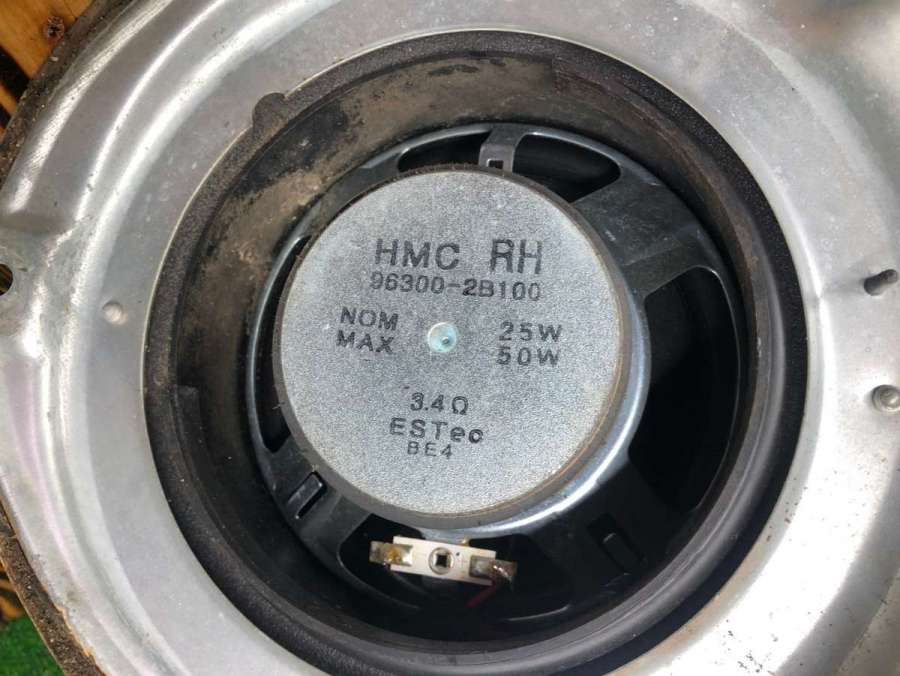 HMC RH
96300-2B100
NOM 25W
MAX 50W
3.4Ω
ESTec
BE4